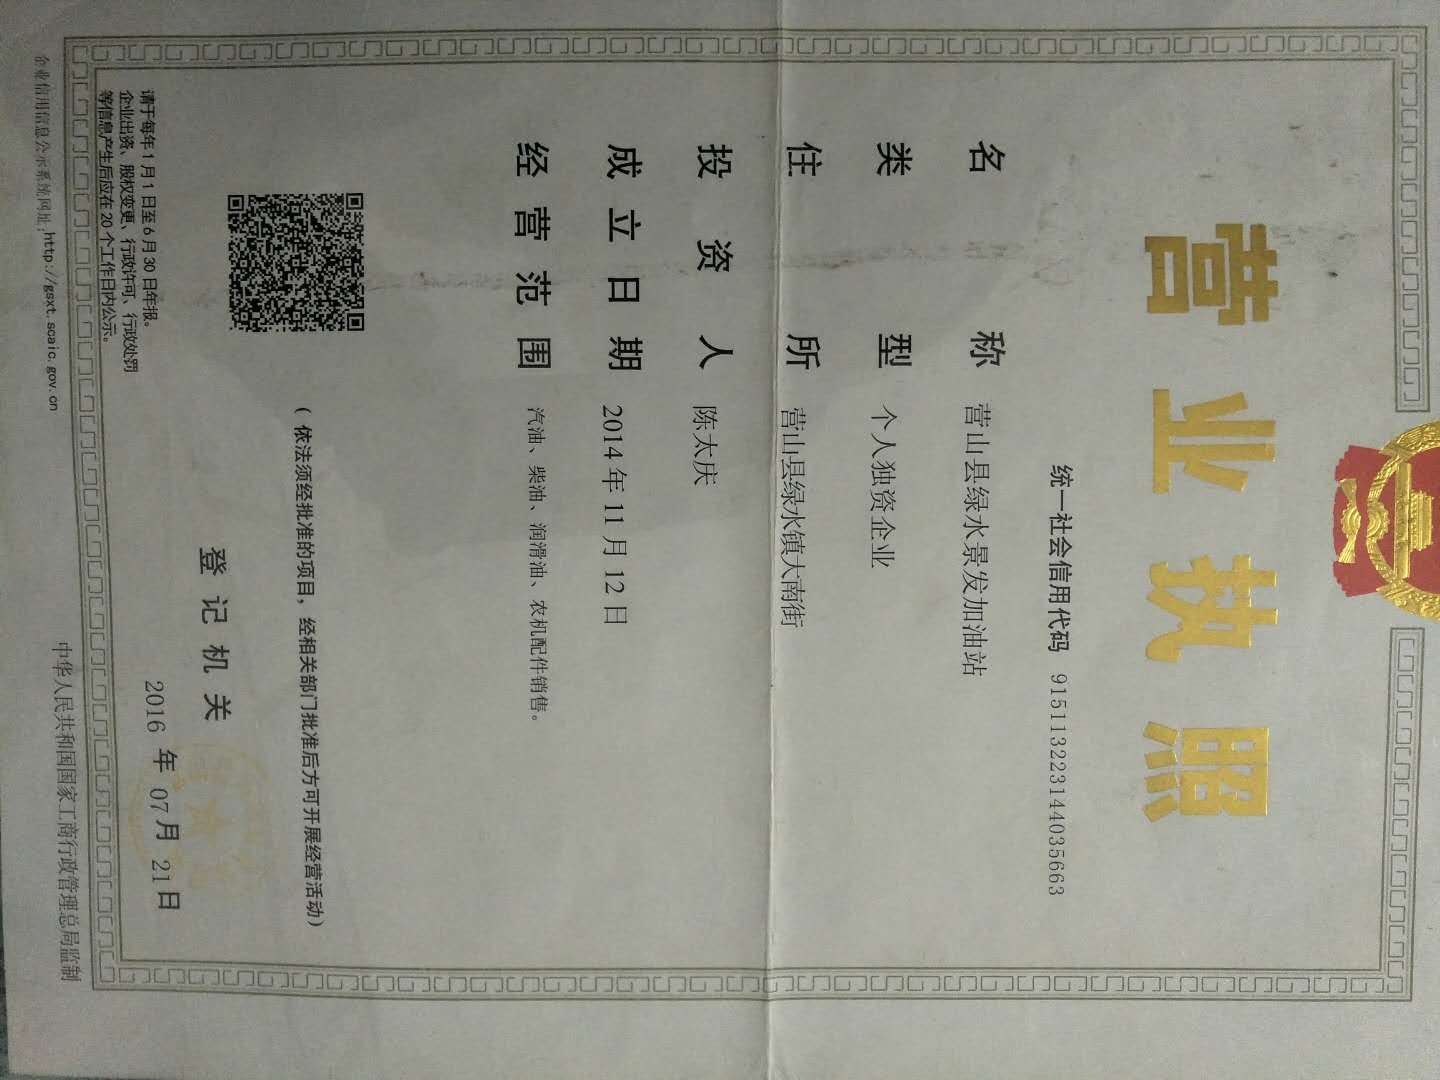 营业执照
统一社会信用代码 915113223144035663
名称 营山县绿水景发加油站
类型 个人独资企业
住所 营山县绿水镇大南街
投资人 陈太庆
成立日期 2014年11月12日
经营范围 汽油、柴油、润滑油、农机配件销售。
（依法须经批准的项目，经相关部门批准后方可开展经营活动）
登记机关
2016年07月21日
请于每年1月1日至6月30日年报。
企业出资、股权变更、行政许可、行政处罚
等信息产生后应在20个工作日内公示。
企业信用信息公示系统网址：http://gsxt.scaic.gov.cn
中华人民共和国国家工商行政管理总局监制